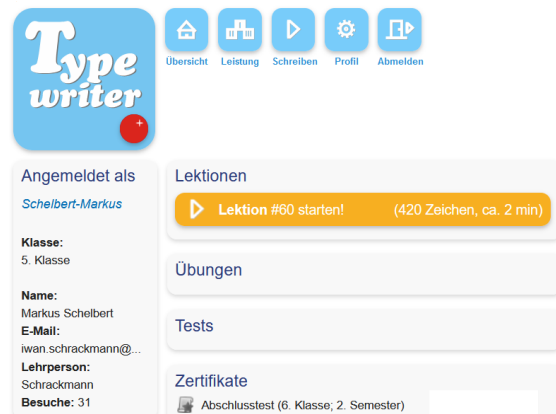 Type
writer
Übersicht
Leistung
Schreiben
Profil
Abmelden
Angemeldet als
Schelbert-Markus
Klasse:
5. Klasse
Name:
Markus Schelbert
E-Mail:
iwan.schrackmann@...
Lehrperson:
Schrackmann
Besuche: 31
Lektionen
Lektion #60 starten! (420 Zeichen, ca. 2 min)
Übungen
Tests
Zertifikate
Abschlusstest (6. Klasse; 2. Semester)